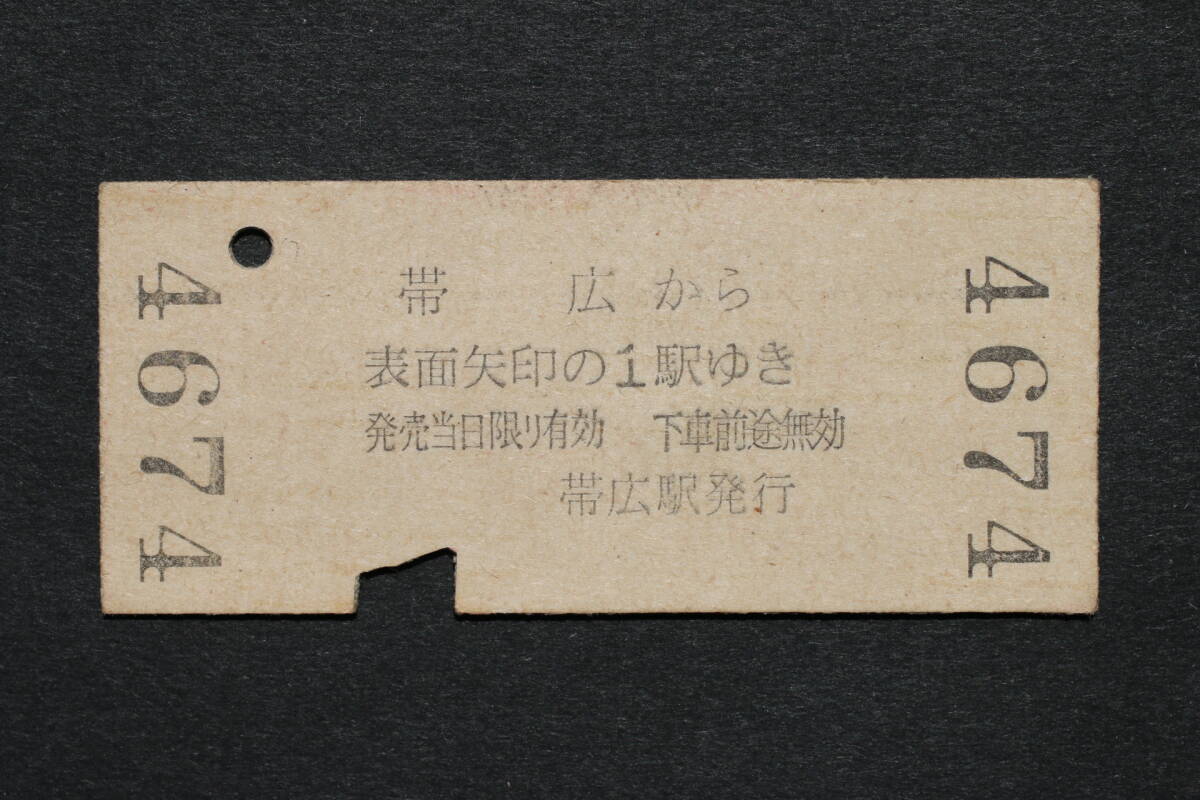 4674
帯 広 から
表面矢印の1駅ゆき
発売当日限り有効 下車前途無効
帯広駅発行
4674